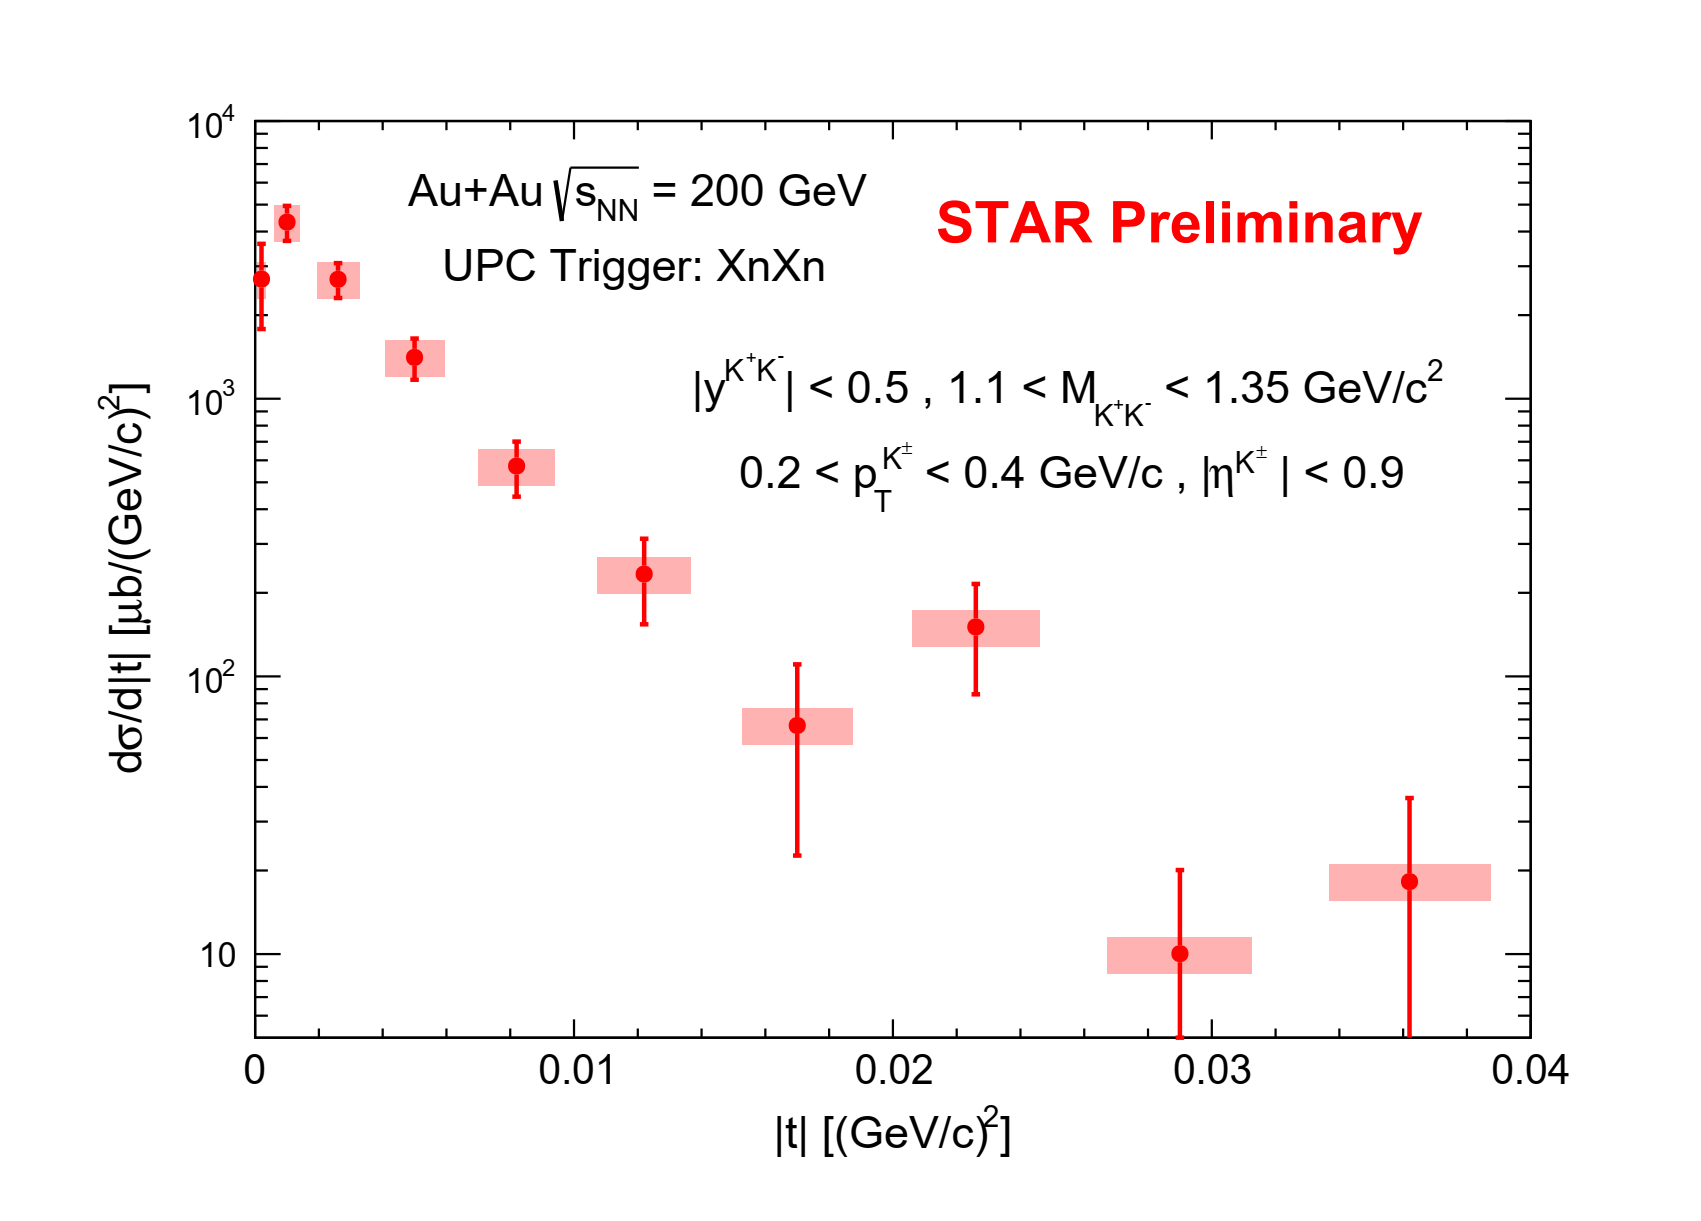 Au+Au √s_NN = 200 GeV
UPC Trigger: XnXn
STAR Preliminary
|y^{K⁺K⁻}| < 0.5 , 1.1 < M_{K⁺K⁻} < 1.35 GeV/c²
0.2 < p_T^{K^±} < 0.4 GeV/c , |η^{K^±}| < 0.9
dσ/d|t| [μb/(GeV/c)²]
10⁴
10³
10²
10
0 0.01 0.02 0.03 0.04
|t| [(GeV/c)²]